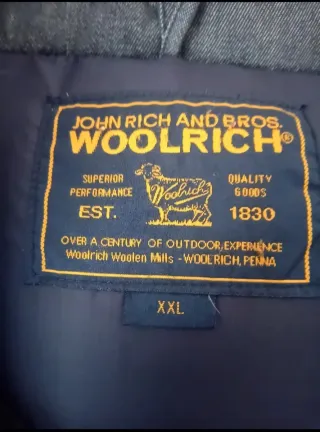 JOHN RICH AND BROS.
WOOLRICH®
SUPERIOR QUALITY
PERFORMANCE GOODS
Woolrich
EST. 1830
OVER A CENTURY OF OUTDOOR EXPERIENCE
Woolrich Woolen Mills - WOOLRICH, PENNA
XXL